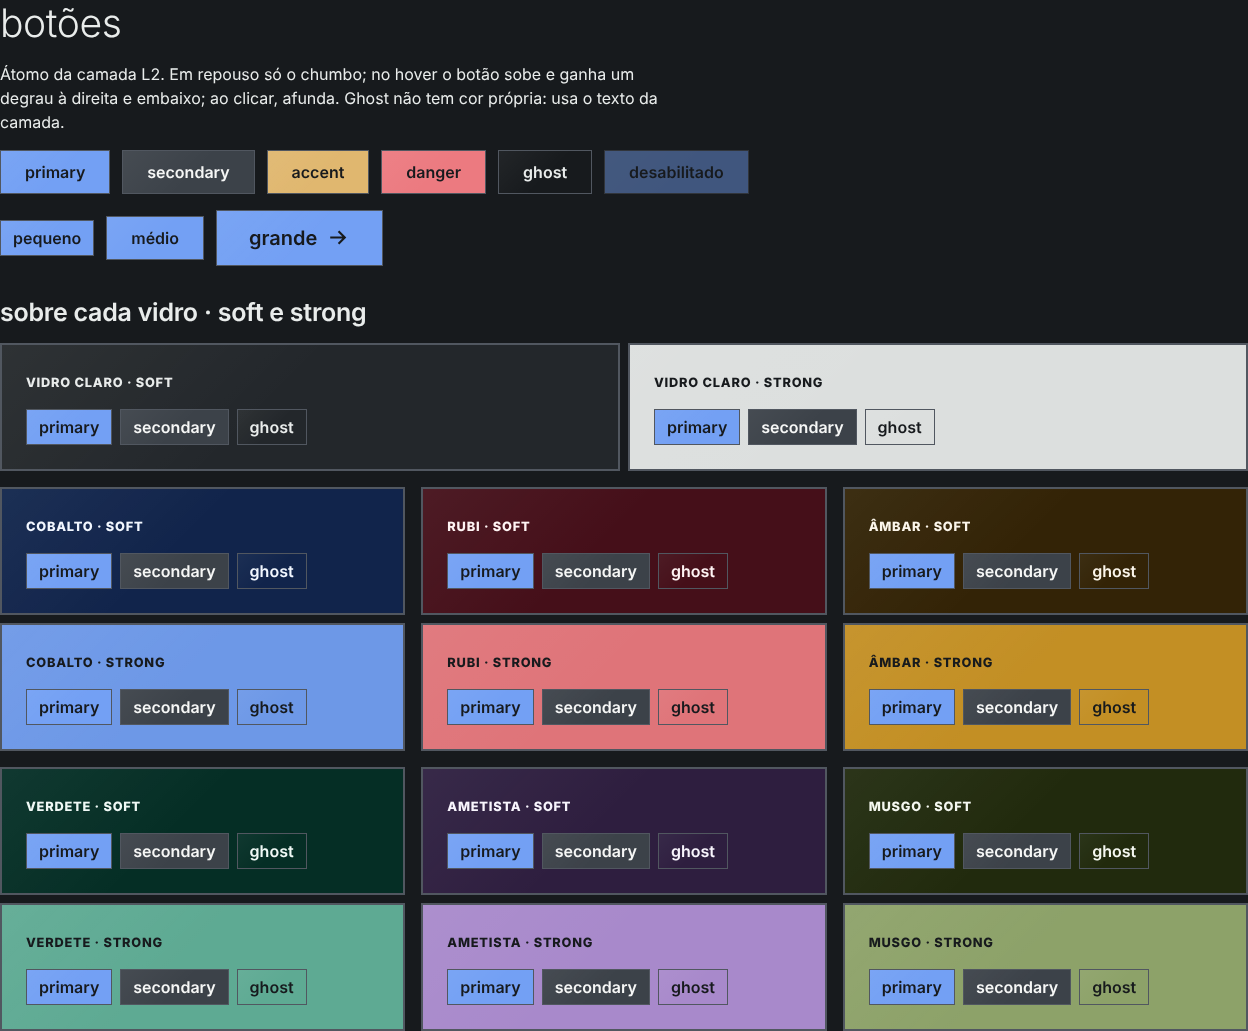 botões
Átomo da camada L2. Em repouso só o chumbo; no hover o botão sobe e ganha um
degrau à direita e embaixo; ao clicar, afunda. Ghost não tem cor própria: usa o texto da
camada.
primary secondary accent danger ghost desabilitado
pequeno médio grande →
sobre cada vidro · soft e strong
VIDRO CLARO · SOFT
primary secondary ghost
VIDRO CLARO · STRONG
primary secondary ghost
COBALTO · SOFT
primary secondary ghost
RUBI · SOFT
primary secondary ghost
ÂMBAR · SOFT
primary secondary ghost
COBALTO · STRONG
primary secondary ghost
RUBI · STRONG
primary secondary ghost
ÂMBAR · STRONG
primary secondary ghost
VERDETE · SOFT
primary secondary ghost
AMETISTA · SOFT
primary secondary ghost
MUSGO · SOFT
primary secondary ghost
VERDETE · STRONG
primary secondary ghost
AMETISTA · STRONG
primary secondary ghost
MUSGO · STRONG
primary secondary ghost